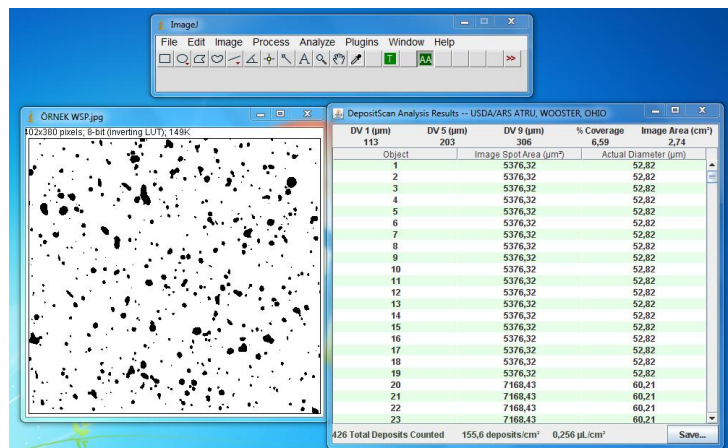 ImageJ
File Edit Image Process Analyze Plugins Window Help
A T AA >>
ÖRNEK WSP.jpg
402x380 pixels; 8-bit (inverting LUT); 149K
DepositScan Analysis Results -- USDA/ARS ATRU, WOOSTER, OHIO
DV 1 (µm) DV 5 (µm) DV 9 (µm) % Coverage Image Area (cm²)
113 203 306 6,59 2,74
Object Image Spot Area (µm²) Actual Diameter (µm)
1 5376,32 52,82
2 5376,32 52,82
3 5376,32 52,82
4 5376,32 52,82
5 5376,32 52,82
6 5376,32 52,82
7 5376,32 52,82
8 5376,32 52,82
9 5376,32 52,82
10 5376,32 52,82
11 5376,32 52,82
12 5376,32 52,82
13 5376,32 52,82
14 5376,32 52,82
15 5376,32 52,82
16 5376,32 52,82
17 5376,32 52,82
18 5376,32 52,82
19 5376,32 52,82
20 7168,43 60,21
21 7168,43 60,21
22 7168,43 60,21
23 7168,43 60,21
426 Total Deposits Counted 155,6 deposits/cm² 0,256 µL/cm² Save...